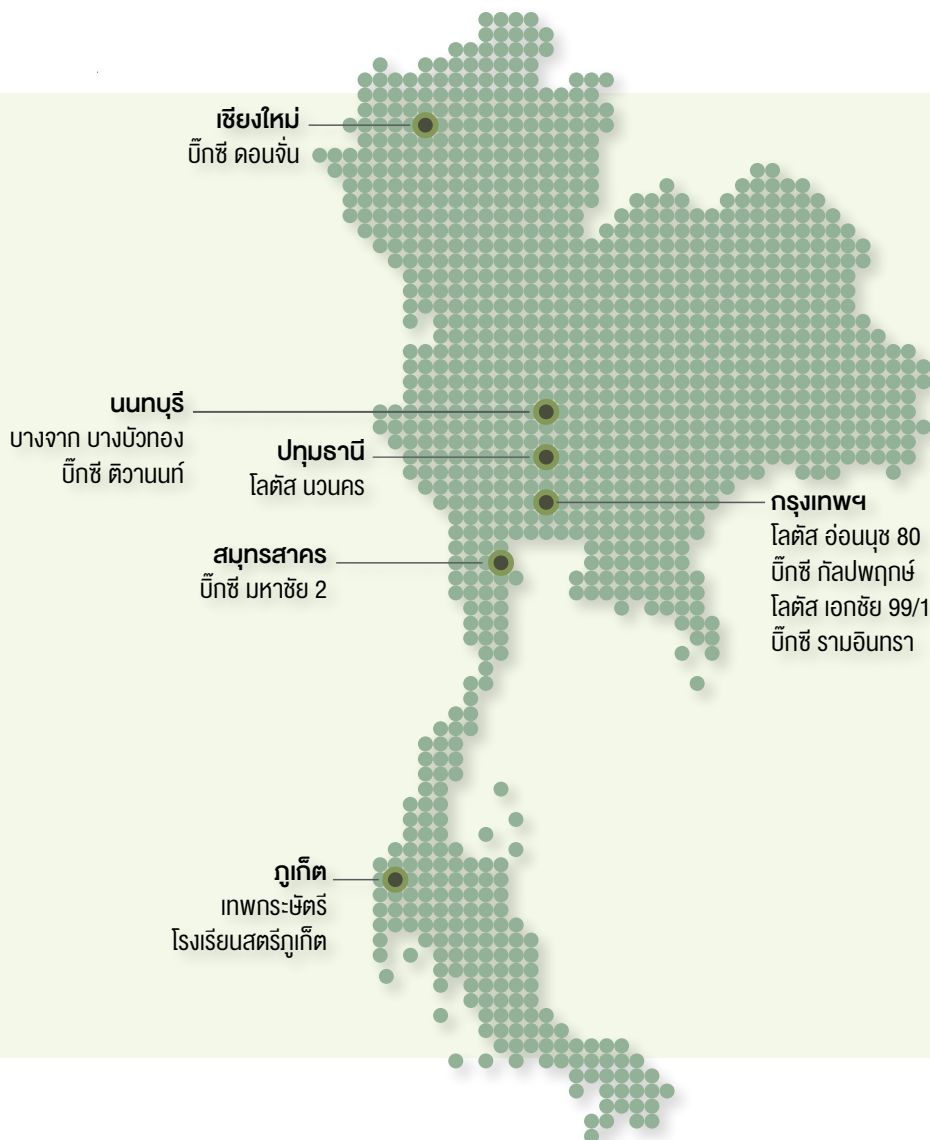 เชียงใหม่
บิ๊กซี ดอนจั่น
นนทบุรี
บางจาก บางบัวทอง
บิ๊กซี ติวานนท์
ปทุมธานี
โลตัส นวนคร
กรุงเทพฯ
โลตัส อ่อนนุช 80
บิ๊กซี กัลปพฤกษ์
โลตัส เอกชัย 99/1
บิ๊กซี รามอินทรา
สมุทรสาคร
บิ๊กซี มหาชัย 2
ภูเก็ต
เทพกระษัตรี
โรงเรียนสตรีภูเก็ต